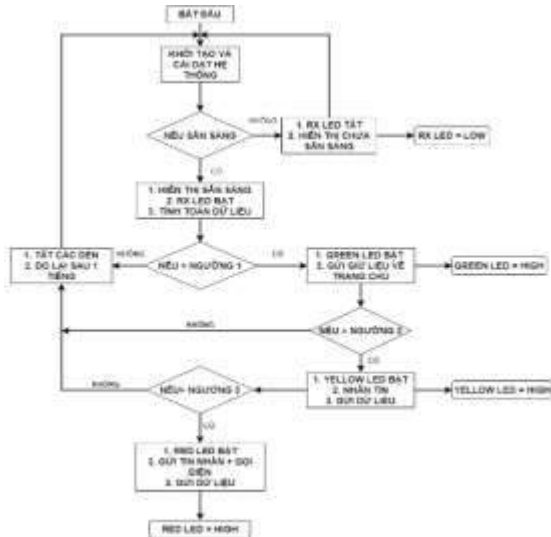 BẮT ĐẦU
KHỞI TẠO VÀ
CÀI ĐẶT HỆ
THỐNG
NẾU SẴN SÀNG
KHÔNG
1. RX LED TẮT
2. HIỂN THỊ CHƯA
SẴN SÀNG
RX LED = LOW
CÓ
1. HIỂN THỊ SẴN SÀNG
2. RX LED BẬT
3. TÍNH TOÁN DỮ LIỆU
1. TẮT CÁC ĐÈN
2. ĐO LẠI SAU 1
TIẾNG
KHÔNG
NẾU > NGƯỠNG 1
CÓ
1. GREEN LED BẬT
2. GỬI DỮ LIỆU VỀ
TRANG CHỦ
GREEN LED = HIGH
KHÔNG
NẾU > NGƯỠNG 2
CÓ
KHÔNG
NẾU > NGƯỠNG 3
1. YELLOW LED BẬT
2. NHẮN TIN
3. GỬI DỮ LIỆU
YELLOW LED = HIGH
CÓ
1. RED LED BẬT
2. GỬI TIN NHẮN + GỌI
ĐIỆN
3. GỬI DỮ LIỆU
RED LED = HIGH